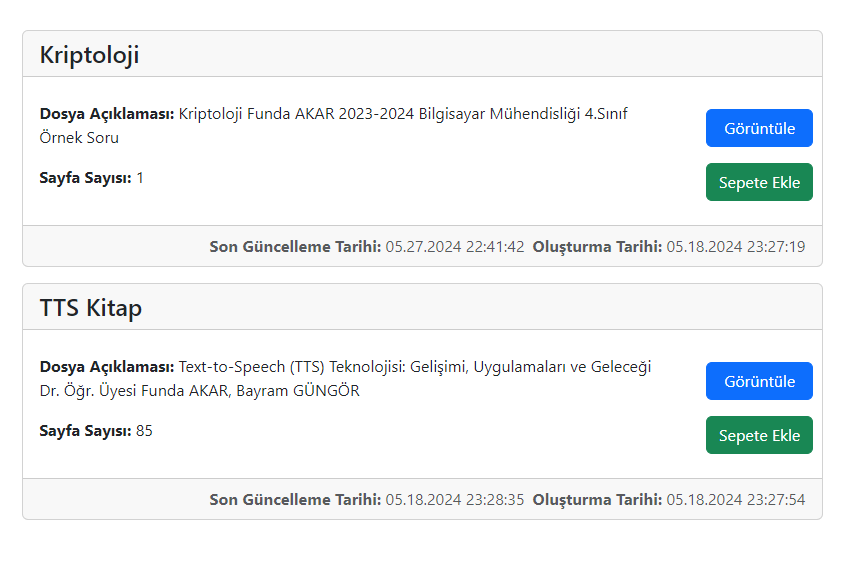 Kriptoloji
Dosya Açıklaması: Kriptoloji Funda AKAR 2023-2024 Bilgisayar Mühendisliği 4.Sınıf
Örnek Soru
Görüntüle
Sayfa Sayısı: 1
Sepete Ekle
Son Güncelleme Tarihi: 05.27.2024 22:41:42 Oluşturma Tarihi: 05.18.2024 23:27:19
TTS Kitap
Dosya Açıklaması: Text-to-Speech (TTS) Teknolojisi: Gelişimi, Uygulamaları ve Geleceği
Dr. Öğr. Üyesi Funda AKAR, Bayram GÜNGÖR
Görüntüle
Sayfa Sayısı: 85
Sepete Ekle
Son Güncelleme Tarihi: 05.18.2024 23:28:35 Oluşturma Tarihi: 05.18.2024 23:27:54